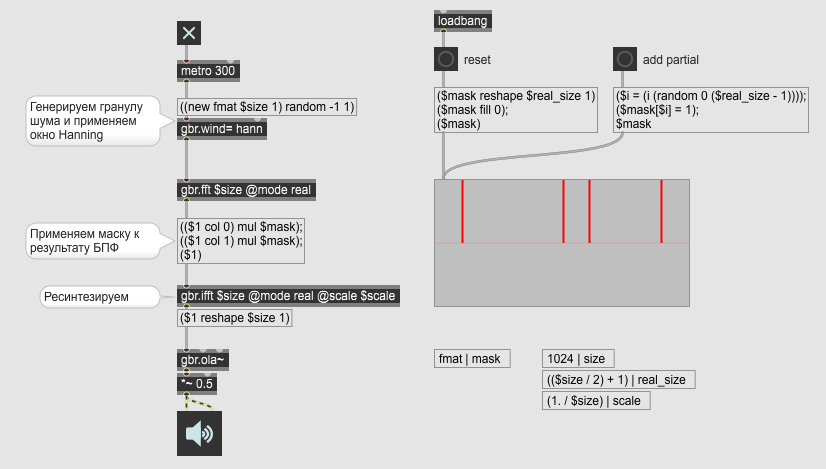 loadbang
reset
add partial
metro 300
Генерируем гранулу
шума и применяем
окно Hanning
((new fmat $size 1) random -1 1)
gbr.wind= hann
($mask reshape $real_size 1)
($mask fill 0);
($mask)
($i = (i (random 0 ($real_size - 1))));
($mask[$i] = 1);
$mask
gbr.fft $size @mode real
Применяем маску к
результату БПФ
(($1 col 0) mul $mask);
(($1 col 1) mul $mask);
($1)
Ресинтезируем
gbr.ifft $size @mode real @scale $scale
($1 reshape $size 1)
gbr.ola~
*~ 0.5
fmat | mask
1024 | size
(($size / 2) + 1) | real_size
(1. / $size) | scale